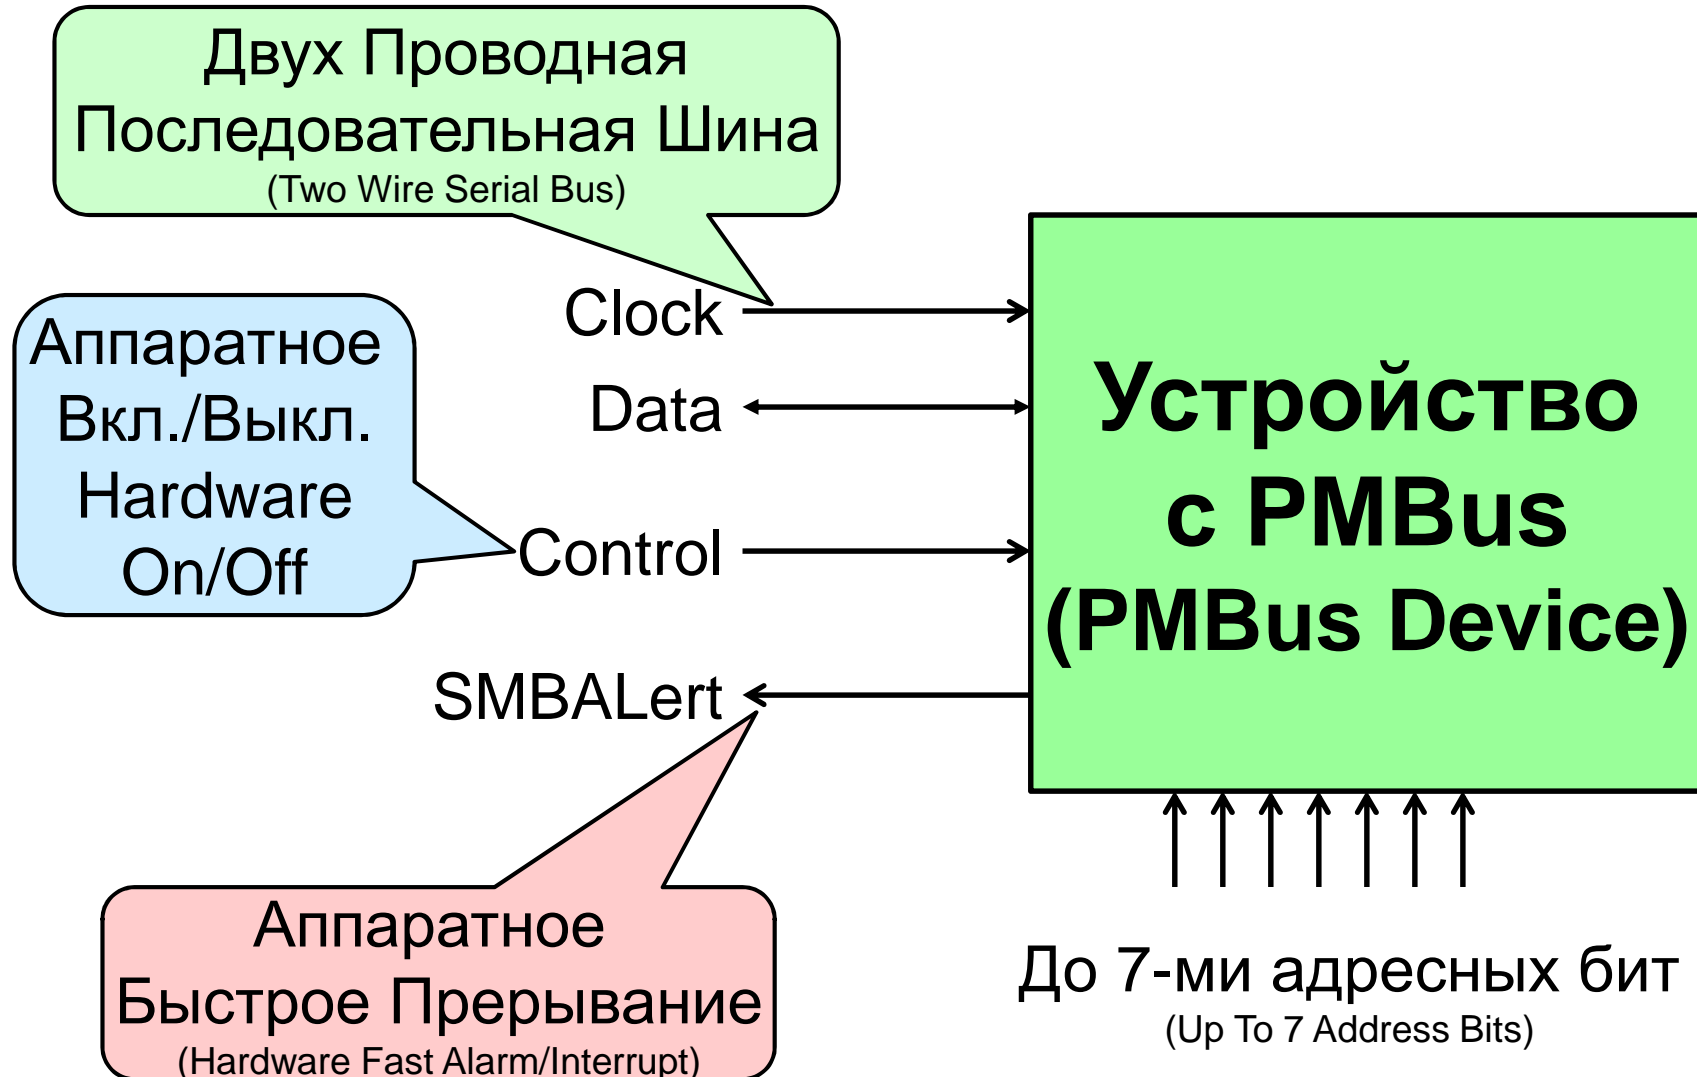 Двух Проводная
Последовательная Шина
(Two Wire Serial Bus)
Аппаратное
Вкл./Выкл.
Hardware
On/Off
Clock
Data
Control
SMBALert
Устройство
с PMBus
(PMBus Device)
Аппаратное
Быстрое Прерывание
(Hardware Fast Alarm/Interrupt)
До 7-ми адресных бит
(Up To 7 Address Bits)